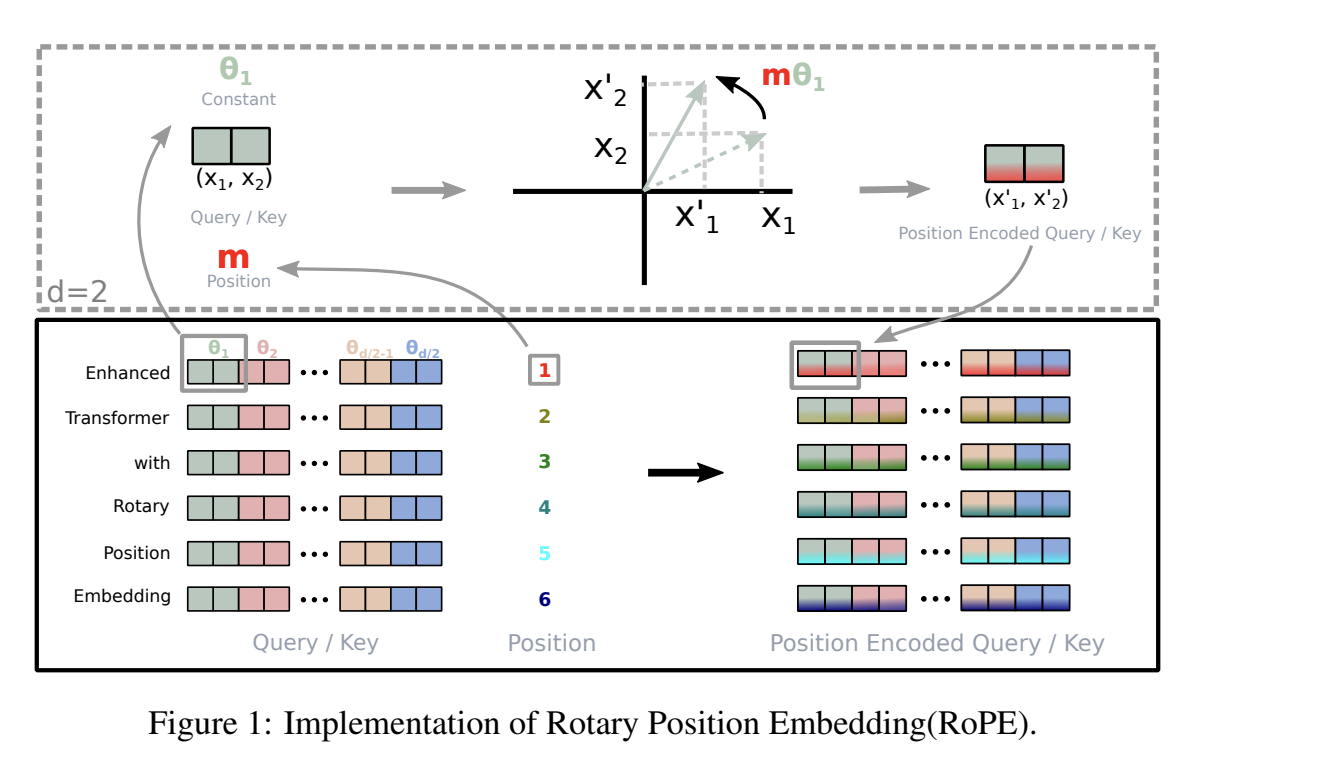 θ1
Constant
(x1, x2)
Query / Key
m
Position
d=2
x'2
x2
x'1
x1
mθ1
(x'1, x'2)
Position Encoded Query / Key
θ1 θ2 ••• θd/2-1 θd/2
Enhanced ••• 1 •••
Transformer ••• 2 •••
with ••• 3 •••
Rotary ••• 4 •••
Position ••• 5 •••
Embedding ••• 6 •••
Query / Key Position Position Encoded Query / Key
Figure 1: Implementation of Rotary Position Embedding(RoPE).